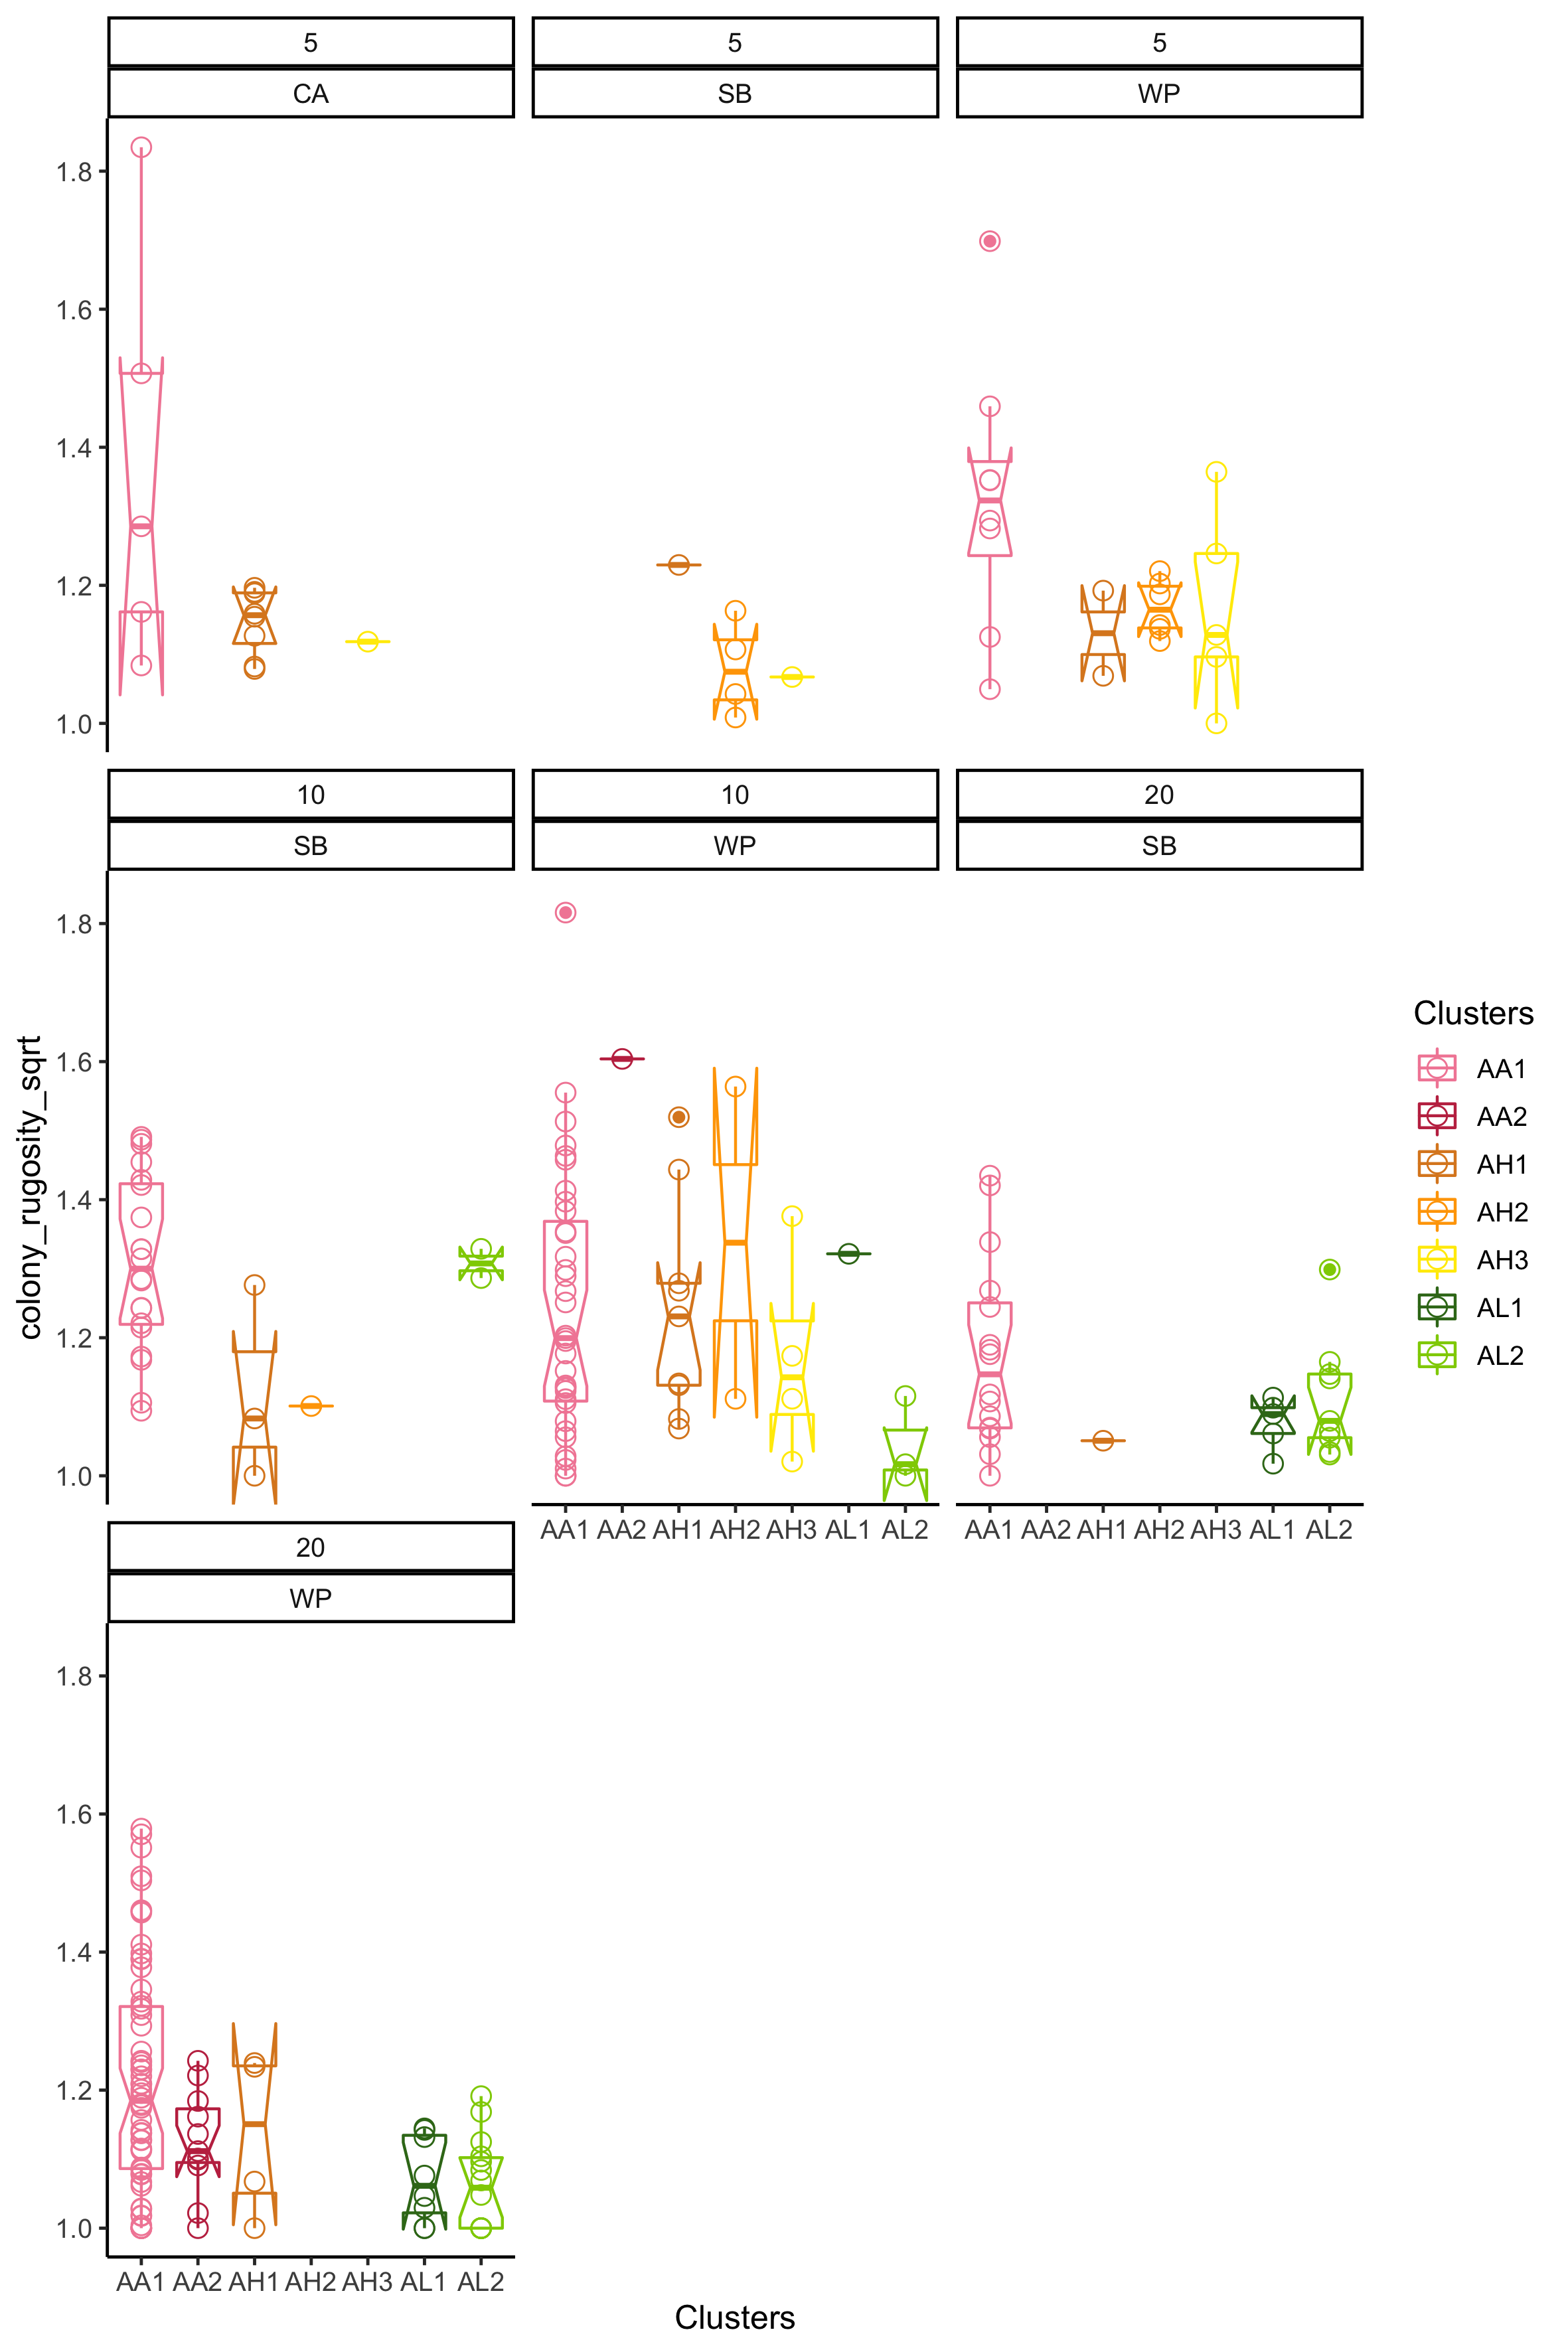 5 5 5
CA SB WP
1.8
1.6
1.4
1.2
1.0
10 10 20
SB WP SB
1.8
1.6
1.4
1.2
1.0
AA1 AA2 AH1 AH2 AH3 AL1 AL2 AA1 AA2 AH1 AH2 AH3 AL1 AL2
20
WP
1.8
1.6
1.4
1.2
1.0
AA1 AA2 AH1 AH2 AH3 AL1 AL2
Clusters
colony_rugosity_sqrt
Clusters
AA1
AA2
AH1
AH2
AH3
AL1
AL2